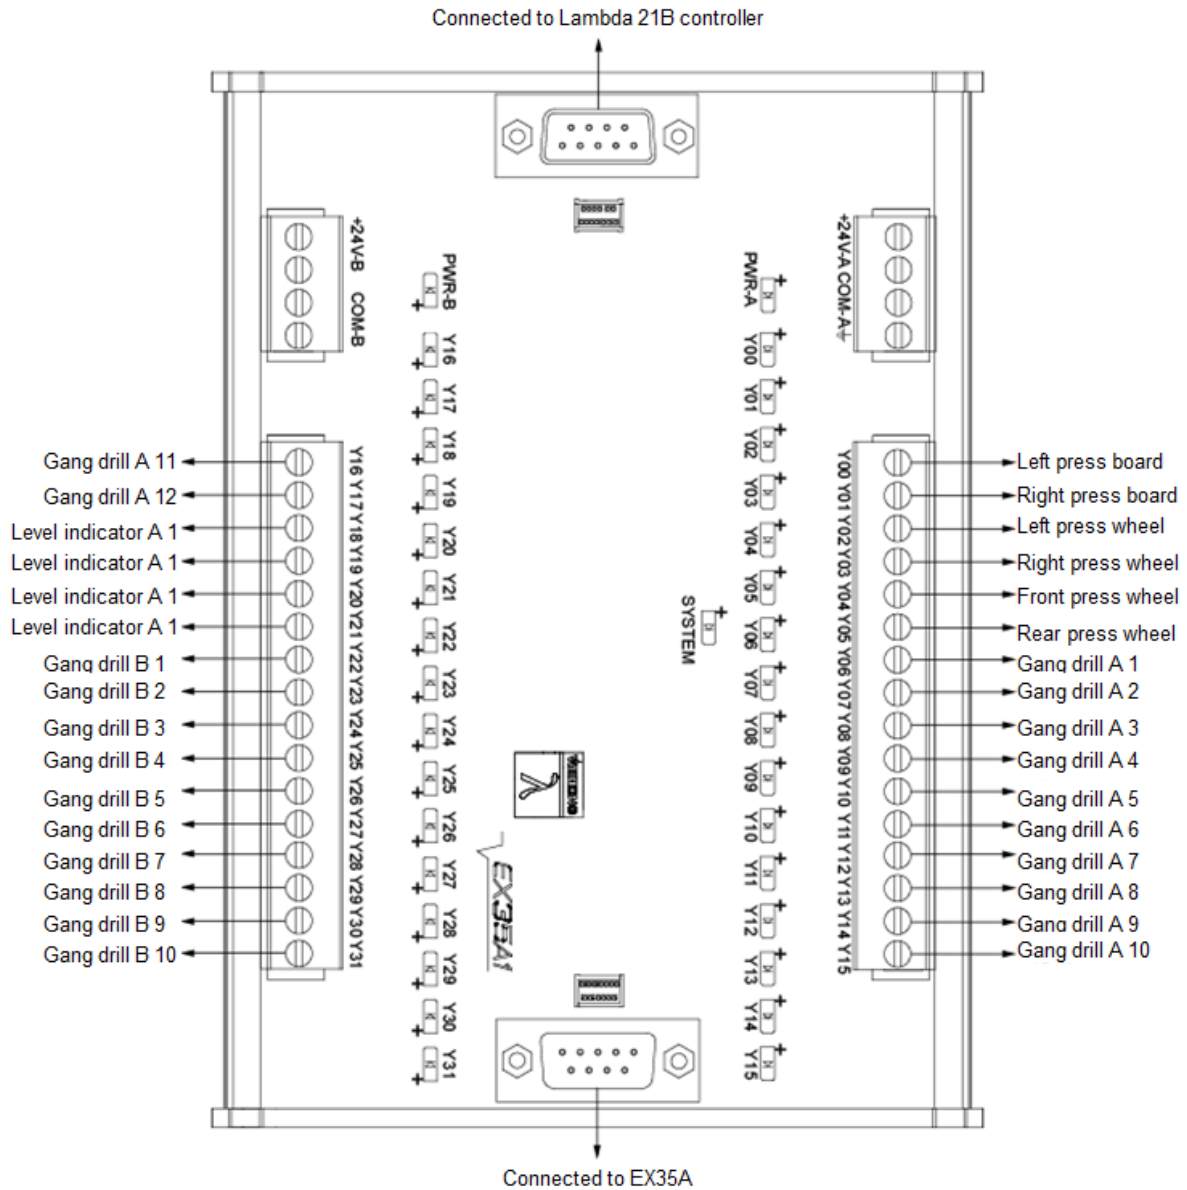 Connected to Lambda 21B controller
+24V-B COM-B
PWR-B
PWR-A
+24V-A COM-A
Y16
Y17
Y18
Y19
Y20
Y21
Y22
Y23
Y24
Y25
Y26
Y27
Y28
Y29
Y30
Y31
Y00
Y01
Y02
Y03
Y04
Y05
Y06
Y07
Y08
Y09
Y10
Y11
Y12
Y13
Y14
Y15
SYSTEM
EX35A1
Gang drill A 11
Gang drill A 12
Level indicator A 1
Level indicator A 1
Level indicator A 1
Level indicator A 1
Gang drill B 1
Gang drill B 2
Gang drill B 3
Gang drill B 4
Gang drill B 5
Gang drill B 6
Gang drill B 7
Gang drill B 8
Gang drill B 9
Gang drill B 10
Y16 Y17 Y18 Y19 Y20 Y21 Y22 Y23 Y24 Y25 Y26 Y27 Y28 Y29 Y30 Y31
Y00 Y01 Y02 Y03 Y04 Y05 Y06 Y07 Y08 Y09 Y10 Y11 Y12 Y13 Y14 Y15
Left press board
Right press board
Left press wheel
Right press wheel
Front press wheel
Rear press wheel
Gang drill A 1
Gang drill A 2
Gang drill A 3
Gang drill A 4
Gang drill A 5
Gang drill A 6
Gang drill A 7
Gang drill A 8
Gang drill A 9
Gang drill A 10
Connected to EX35A